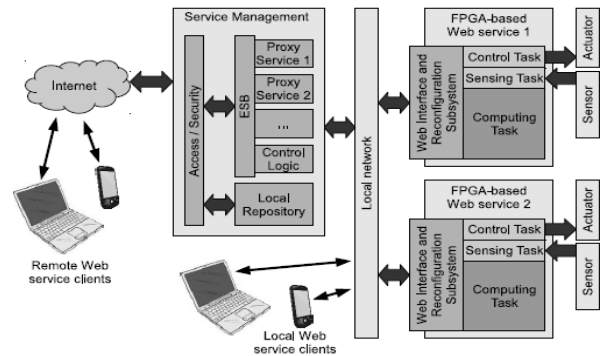 Internet
Remote Web
service clients
Service Management
Access / Security
ESB
Proxy
Service 1
Proxy
Service 2
...
Control
Logic
Local
Repository
Local Web
service clients
Local network
FPGA-based
Web service 1
Web Interface and
Reconfiguration
Subsystem
Control Task
Sensing Task
Computing
Task
Actuator
Sensor
FPGA-based
Web service 2
Web Interface and
Reconfiguration
Subsystem
Control Task
Sensing Task
Computing
Task
Actuator
Sensor